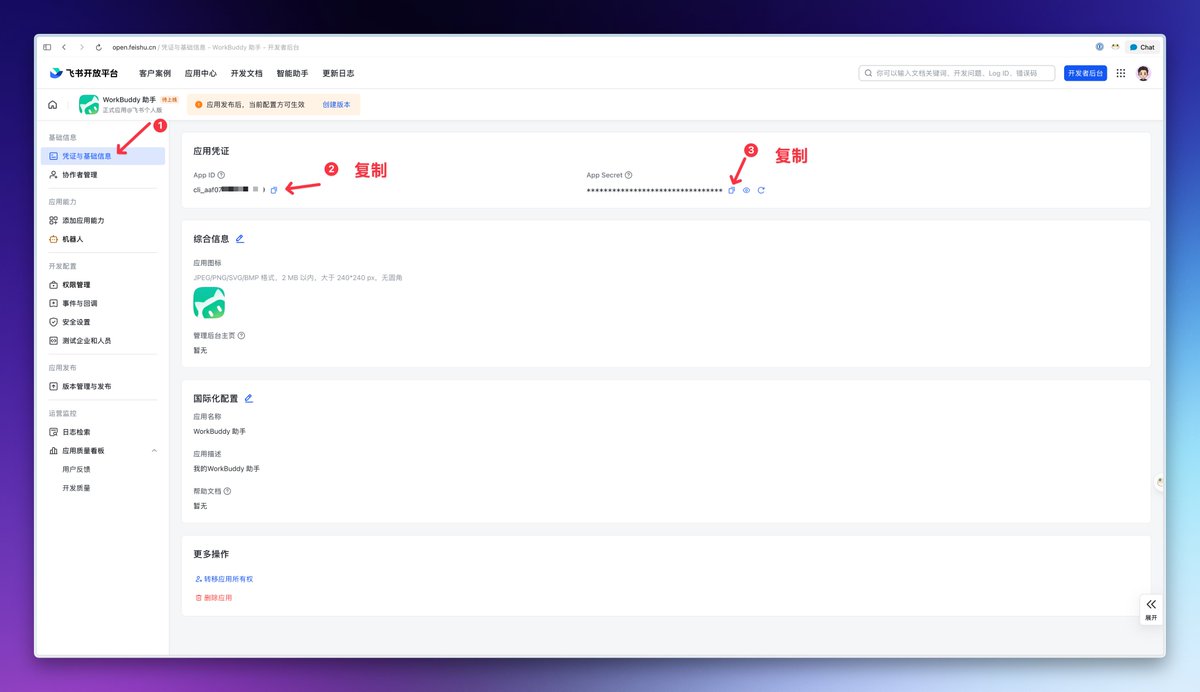 open.feishu.cn / 凭证与基础信息 - WorkBuddy 助手 - 开发者后台
Chat
飞书开放平台 客户案例 应用中心 开发文档 智能助手 更新日志
你可以输入文档关键词、开发问题、Log ID、错误码
开发者后台
WorkBuddy 助手 待上线
正式应用@飞书个人版
应用发布后，当前配置方可生效 创建版本
1
基础信息
凭证与基础信息
协作者管理
应用能力
添加应用能力
机器人
开发配置
权限管理
事件与回调
安全设置
测试企业和人员
应用发布
版本管理与发布
运营监控
日志检索
应用质量看板
用户反馈
开发质量
应用凭证
App ID
cli_aaf07
2 复制
App Secret
********************************
3 复制
综合信息
应用图标
JPEG/PNG/SVG/BMP 格式，2 MB 以内，大于 240*240 px，无圆角
管理后台主页
暂无
国际化配置
应用名称
WorkBuddy 助手
应用描述
我的WorkBuddy 助手
帮助文档
暂无
更多操作
转移应用所有权
删除应用
展开